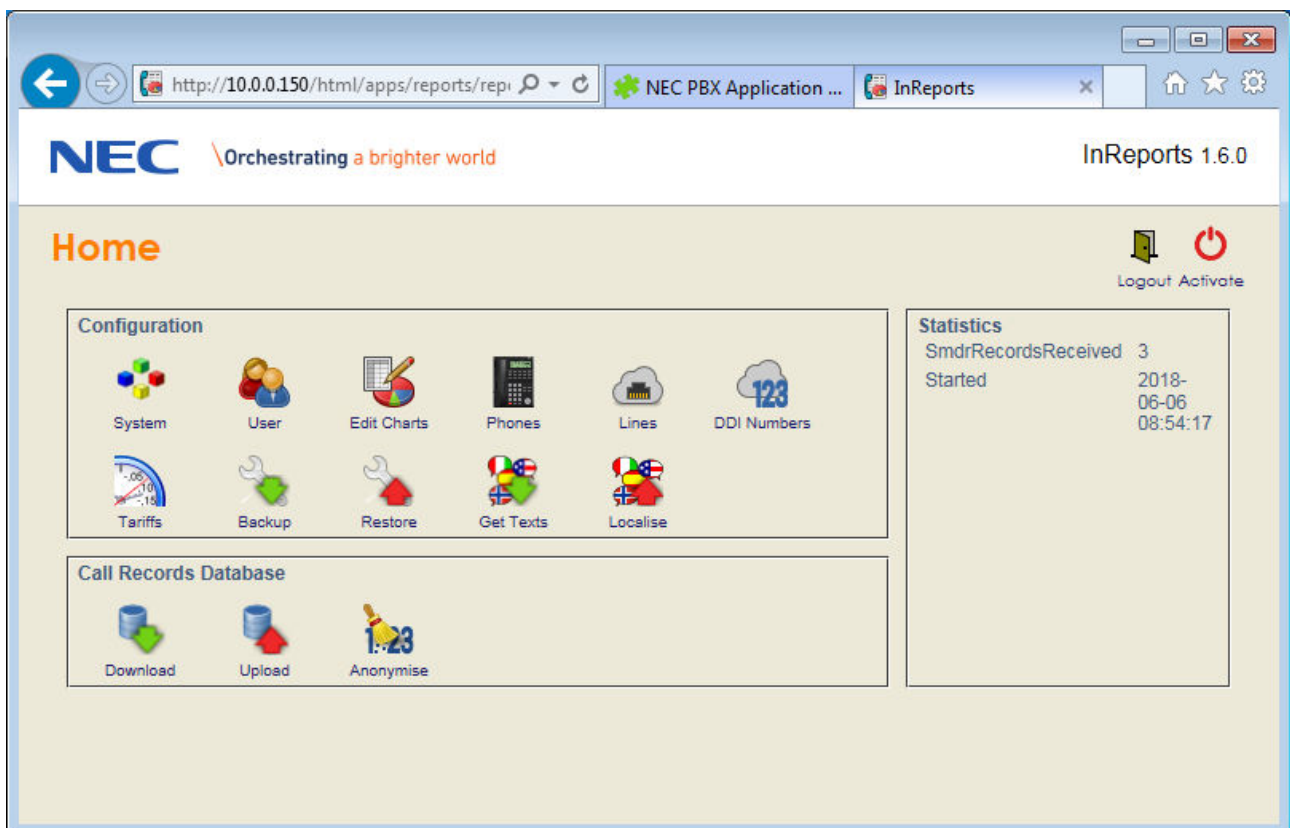 http://10.0.0.150/html/apps/reports/rep
NEC PBX Application ...
InReports
NEC \Orchestrating a brighter world
InReports 1.6.0
Home
Logout Activate
Configuration
System User Edit Charts Phones Lines DDI Numbers
Tariffs Backup Restore Get Texts Localise
Call Records Database
Download Upload Anonymise
Statistics
SmdrRecordsReceived 3
Started 2018-
06-06
08:54:17